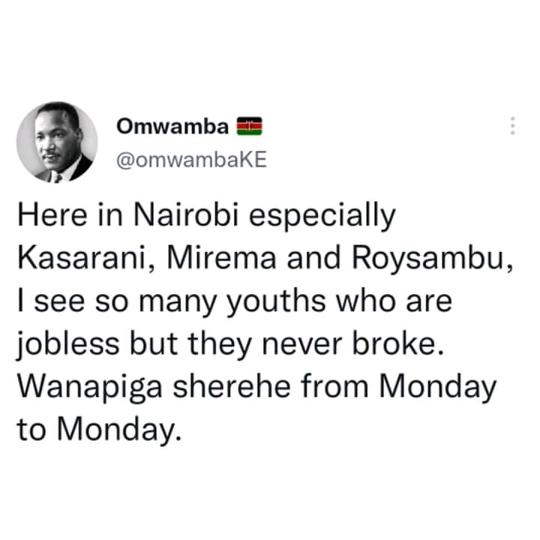 Omwamba 🇰🇪
@omwambaKE
Here in Nairobi especially
Kasarani, Mirema and Roysambu,
I see so many youths who are
jobless but they never broke.
Wanapiga sherehe from Monday
to Monday.